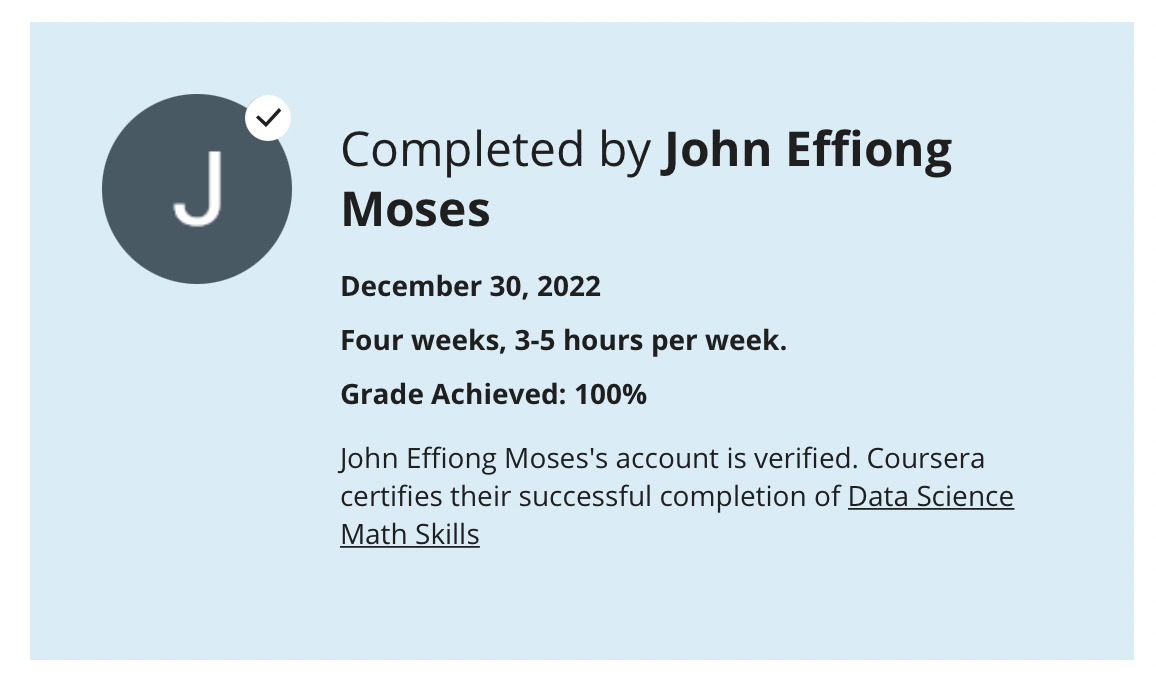 J
Completed by John Effiong
Moses
December 30, 2022
Four weeks, 3-5 hours per week.
Grade Achieved: 100%
John Effiong Moses's account is verified. Coursera
certifies their successful completion of Data Science
Math Skills